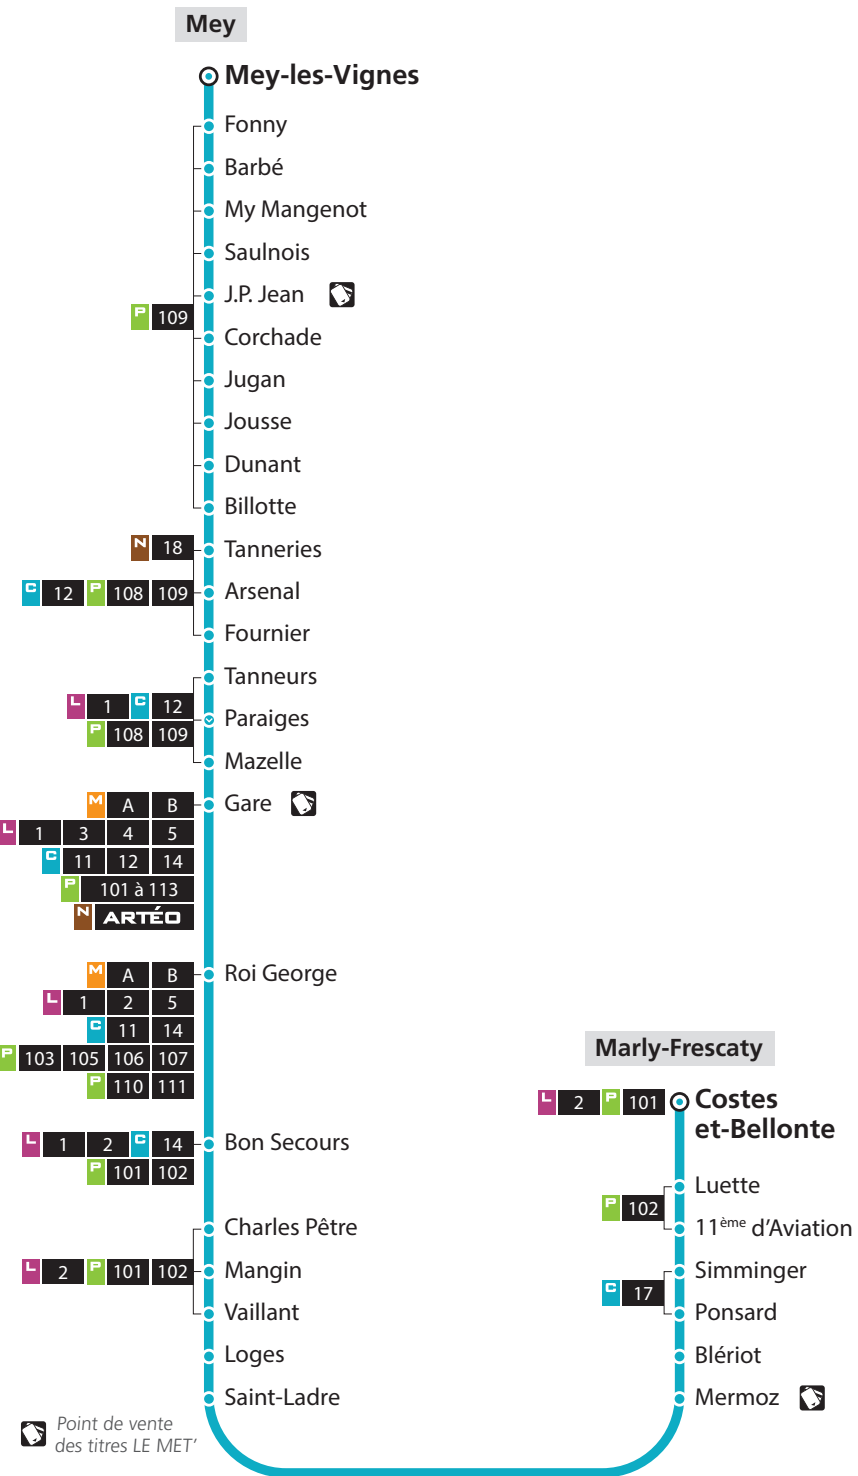 Mey
Mey-les-Vignes
Fonny
Barbé
My Mangenot
Saulnois
J.P. Jean
P 109
Corchade
Jugan
Jousse
Dunant
Billotte
N 18
Tanneries
C 12 P 108 109
Arsenal
Fournier
Tanneurs
L 1 C 12
P 108 109
Paraiges
Mazelle
M A B
Gare
L 1 3 4 5
C 11 12 14
P 101 à 113
N ARTÉO
M A B
Roi George
L 1 2 5
C 11 14
P 103 105 106 107
P 110 111
L 1 2 C 14
Bon Secours
P 101 102
Charles Pêtre
L 2 P 101 102
Mangin
Vaillant
Loges
Saint-Ladre
Point de vente
des titres LE MET'
Marly-Frescaty
L 2 P 101
Costes
et-Bellonte
Luette
P 102
11ème d'Aviation
Simminger
C 17
Ponsard
Blériot
Mermoz